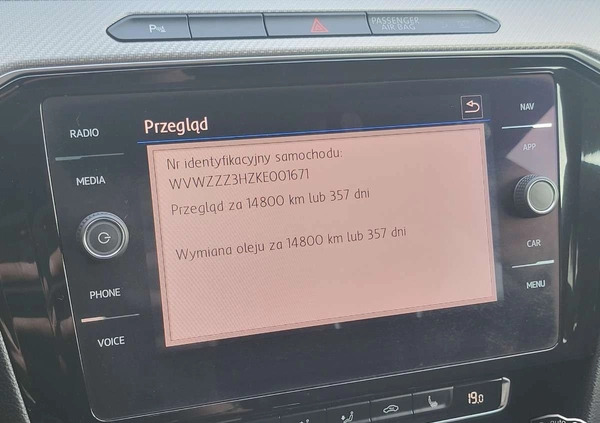 P
PASSENGER
AIR BAG
RADIO
Przegląd
NAV
Nr identyfikacyjny samochodu:
APP
MEDIA
WVWZZZ3HZKE001671
Przegląd za 14800 km lub 357 dni
Wymiana oleju za 14800 km lub 357 dni
CAR
PHONE
MENU
VOICE
19.0
auto